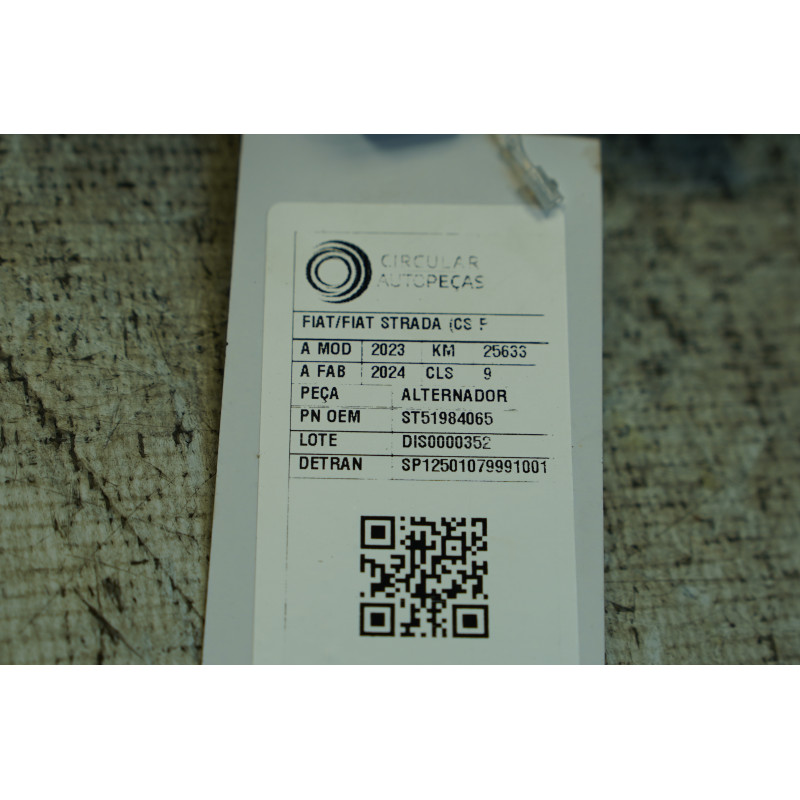 CIRCULAR
AUTOPEÇAS
FIAT/FIAT STRADA (CS
A MOD 2023 KM 25633
A FAB 2024 CLS 9
PEÇA ALTERNADOR
PN OEM ST51984065
LOTE DIS0000352
DETRAN SP12501079991001